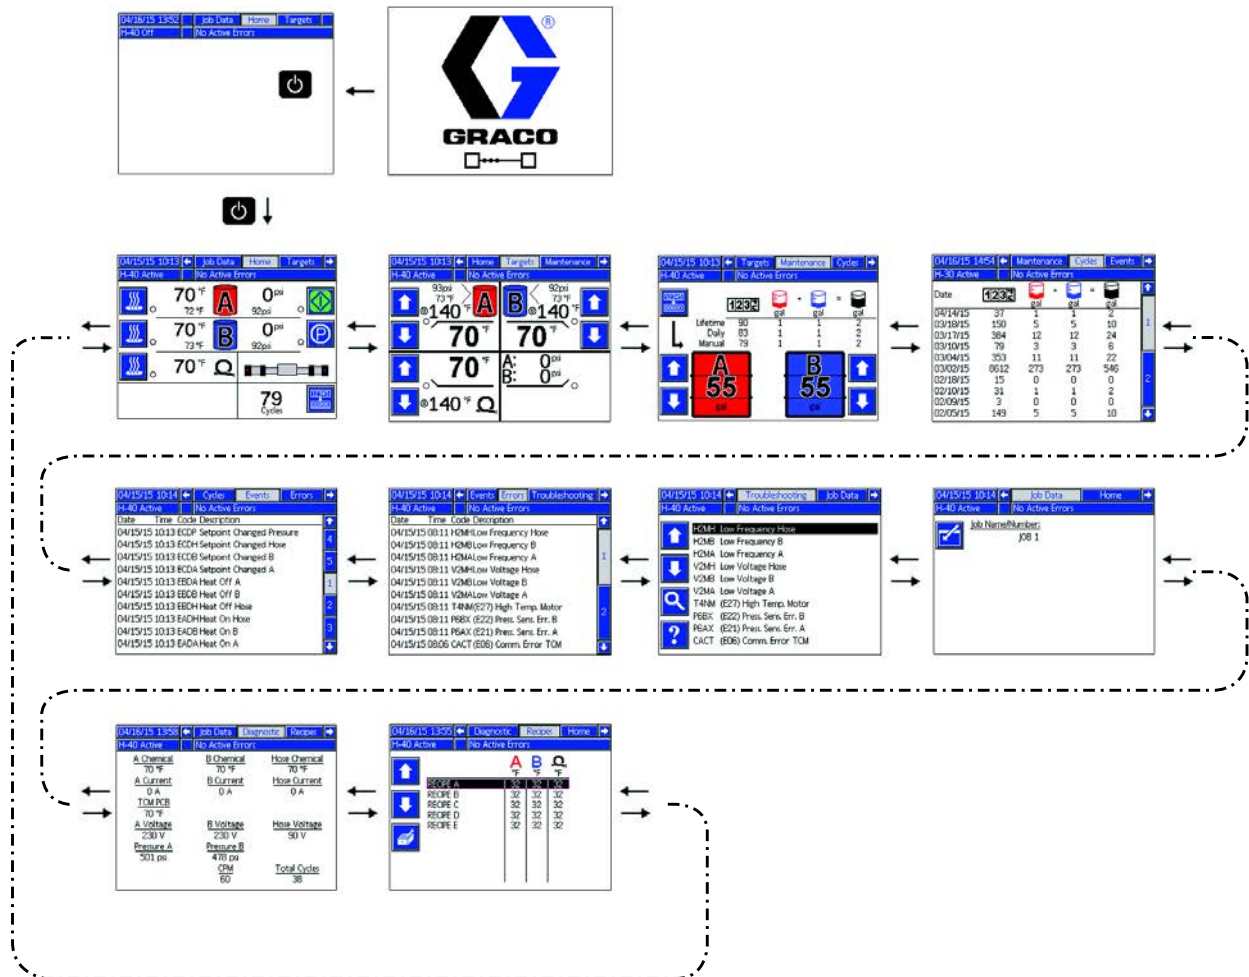 04/16/15 13:52 Job Data Home Targets
H-40 Off No Active Errors
®
GRACO
04/15/15 10:13 Job Data Home Targets
H-40 Active No Active Errors
70 °F A 0 psi
72 °F 92psi
70 °F B 0 psi
73 °F 92psi
70 °F
79
Cycles
12345
04/15/15 10:13 Home Targets Maintenance
H-40 Active No Active Errors
93psi 92psi
73 °F A B 73 °F
140 °F 140 °F
70 °F 70 °F
70 °F A: 0 psi
B: 0 psi
140 °F
04/15/15 10:13 Targets Maintenance Cycles
H-40 Active No Active Errors
12345 123 + =
gal gal gal
Lifetime 90 1 1 2
Daily 83 1 1 2
Manual 79 1 1 2
A B
55 55
gal gal
04/16/15 14:54 Maintenance Cycles Events
H-30 Active No Active Errors
Date 123 + =
gal gal gal
04/14/15 37 1 1 2
03/18/15 150 5 5 10
03/17/15 384 12 12 24
03/10/15 79 3 3 6
03/04/15 353 11 11 22
03/02/15 8612 273 273 546
02/18/15 15 0 0 0
02/10/15 31 1 1 2
02/09/15 3 0 0 0
02/05/15 149 5 5 10
1
2
04/15/15 10:14 Cycles Events Errors
H-40 Active No Active Errors
Date Time Code Description
04/15/15 10:13 ECDP Setpoint Changed Pressure
04/15/15 10:13 ECDH Setpoint Changed Hose
04/15/15 10:13 ECDB Setpoint Changed B
04/15/15 10:13 ECDA Setpoint Changed A
04/15/15 10:13 EBDA Heat Off A
04/15/15 10:13 EBDB Heat Off B
04/15/15 10:13 EBDH Heat Off Hose
04/15/15 10:13 EADH Heat On Hose
04/15/15 10:13 EADB Heat On B
04/15/15 10:13 EADA Heat On A
4
5
1
2
3
04/15/15 10:14 Events Errors Troubleshooting
H-40 Active No Active Errors
Date Time Code Description
04/15/15 08:11 H2MH Low Frequency Hose
04/15/15 08:11 H2MB Low Frequency B
04/15/15 08:11 H2MA Low Frequency A
04/15/15 08:11 V2MH Low Voltage Hose
04/15/15 08:11 V2MB Low Voltage B
04/15/15 08:11 V2MA Low Voltage A
04/15/15 08:11 T4NM (E27) High Temp. Motor
04/15/15 08:11 P6BX (E22) Press. Sens. Err. B
04/15/15 08:11 P6AX (E21) Press. Sens. Err. A
04/15/15 08:06 CACT (E06) Comm. Error TCM
1
2
04/15/15 10:14 Troubleshooting Job Data
H-40 Active No Active Errors
H2MH Low Frequency Hose
H2MB Low Frequency B
H2MA Low Frequency A
V2MH Low Voltage Hose
V2MB Low Voltage B
V2MA Low Voltage A
T4NM (E27) High Temp. Motor
P6BX (E22) Press. Sens. Err. B
P6AX (E21) Press. Sens. Err. A
CACT (E06) Comm. Error TCM
?
04/15/15 10:14 Job Data Home
H-40 Active No Active Errors
Job Name/Number:
JOB 1
04/16/15 13:58 Job Data Diagnostic Recipes
H-40 Active No Active Errors
A Chemical B Chemical Hose Chemical
70 °F 70 °F 70 °F
A Current B Current Hose Current
0 A 0 A 0 A
TCM PCB
70 °F
A Voltage B Voltage Hose Voltage
230 V 230 V 90 V
Pressure A Pressure B
501 psi 478 psi
CPM Total Cycles
60 38
04/16/15 13:55 Diagnostic Recipes Home
H-40 Active No Active Errors
A B
°F °F °F
RECIPE A 32 32 32
RECIPE B 32 32 32
RECIPE C 32 32 32
RECIPE D 32 32 32
RECIPE E 32 32 32